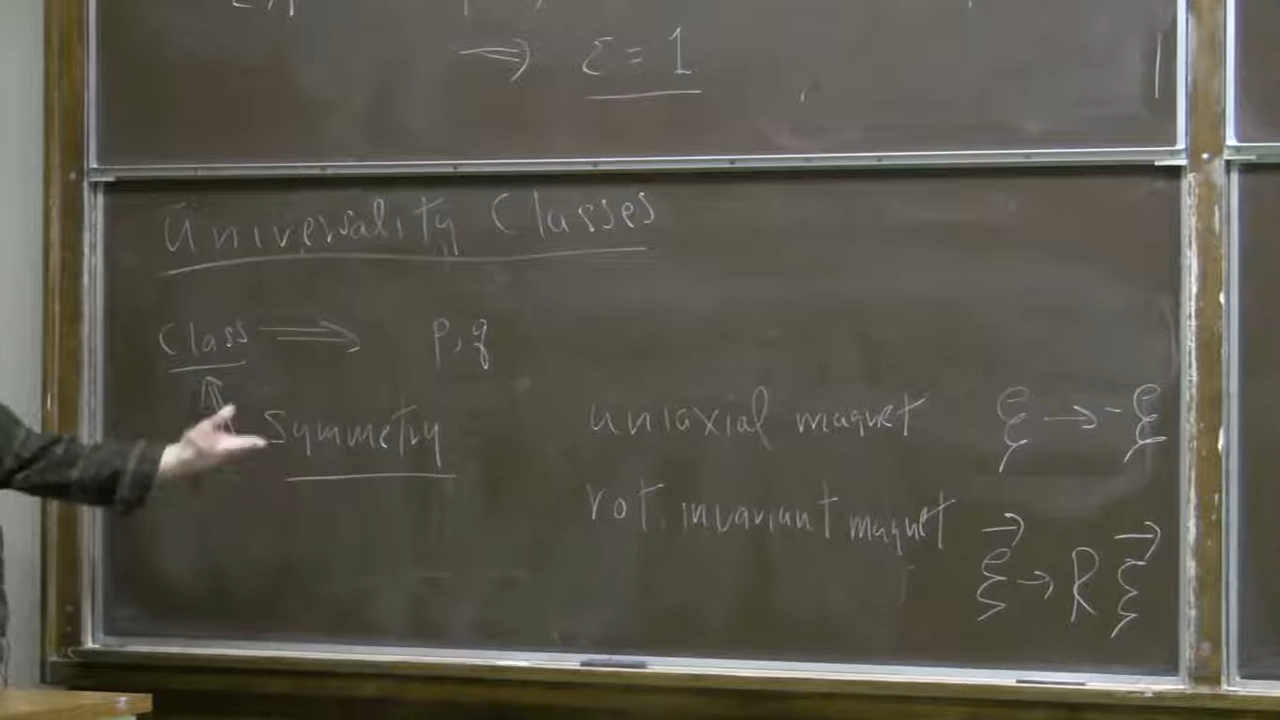 ⇒ Σ = 1
Universality Classes
Class ⟹ p, q
Symmetry
uniaxial magnet ξ → -ξ
rot. invariant magnet ξ⃗ → R ξ⃗